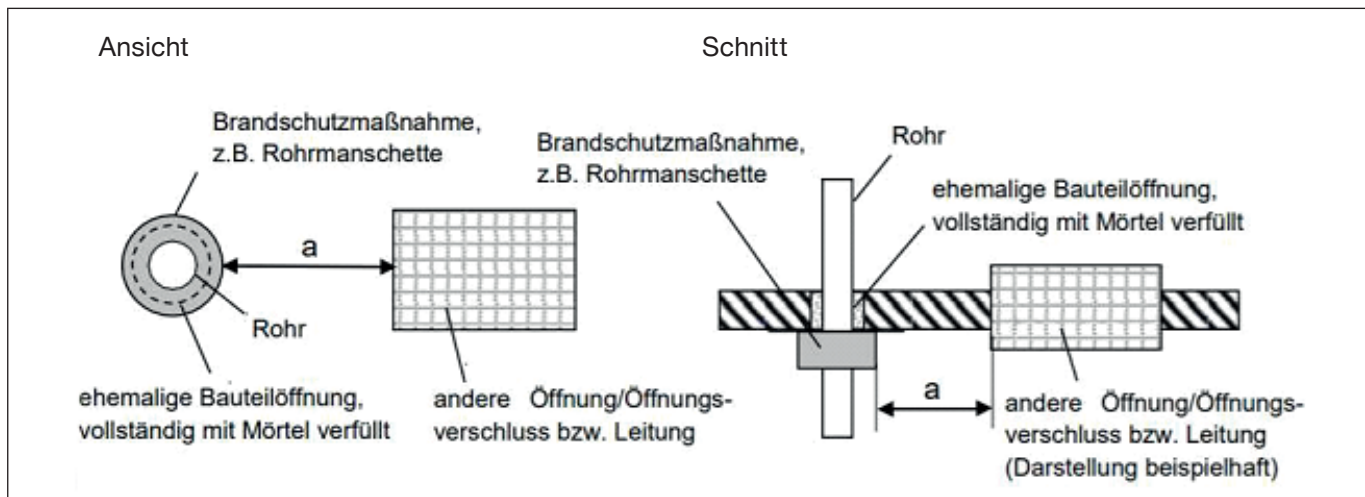 Ansicht
Brandschutzmaßnahme,
z.B. Rohrmanschette
a
Rohr
ehemalige Bauteilöffnung,
vollständig mit Mörtel verfüllt
andere Öffnung/Öffnungs-
verschluss bzw. Leitung
Schnitt
Brandschutzmaßnahme,
z.B. Rohrmanschette
Rohr
ehemalige Bauteilöffnung,
vollständig mit Mörtel verfüllt
a
andere Öffnung/Öffnungs-
verschluss bzw. Leitung
(Darstellung beispielhaft)